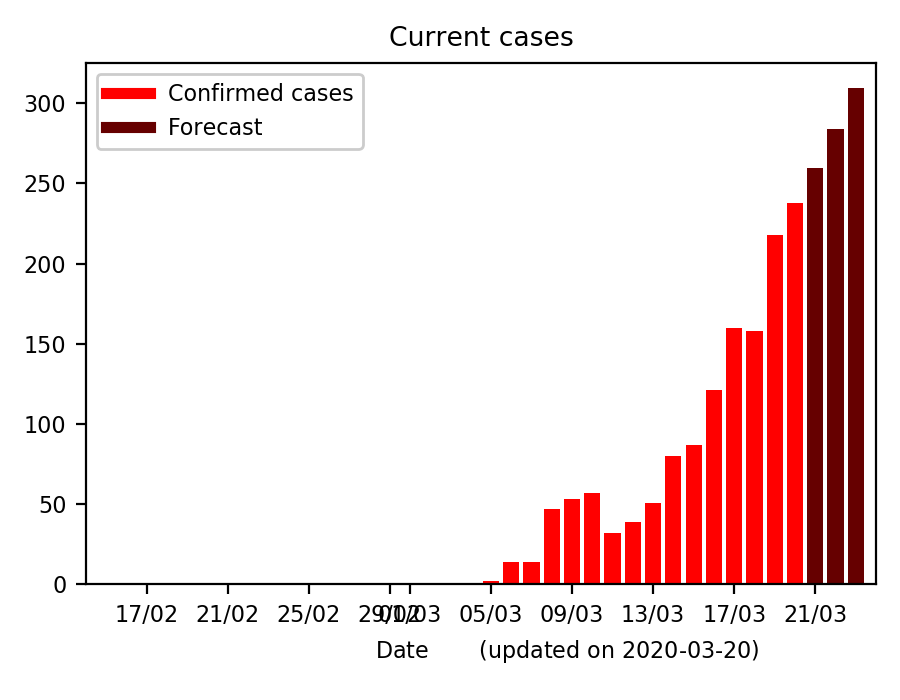 Current cases
Confirmed cases
Forecast
300
250
200
150
100
50
0
17/02 21/02 25/02 29/02 01/03 05/03 09/03 13/03 17/03 21/03
Date (updated on 2020-03-20)